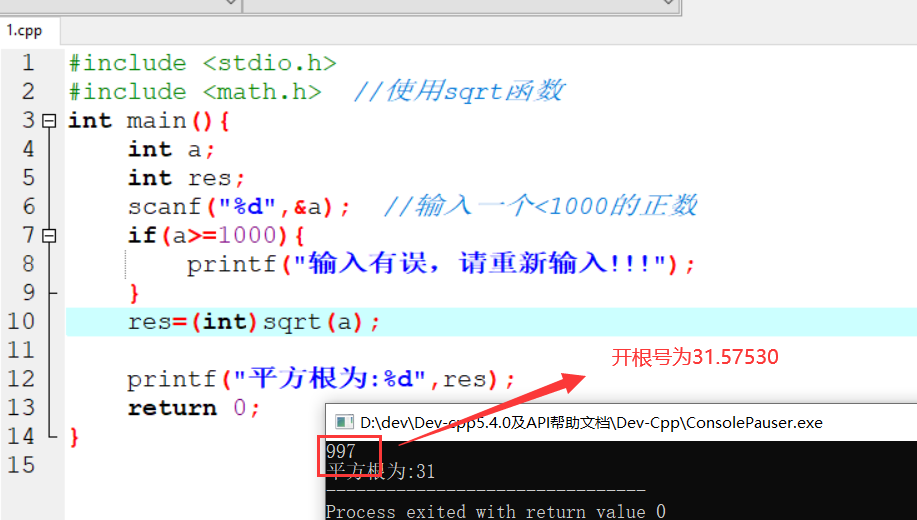 1.cpp
1 #include <stdio.h>
2 #include <math.h>  //使用sqrt函数
3 int main(){
4     int a;
5     int res;
6     scanf("%d",&a);  //输入一个<1000的正数
7     if(a>=1000){
8         printf("输入有误，请重新输入!!!");
9     }
10     res=(int)sqrt(a);
11
开根号为31.57530
12     printf("平方根为:%d",res);
13     return 0;
14 }
15
D:\dev\Dev-cpp5.4.0及API帮助文档\Dev-Cpp\ConsolePauser.exe
997
平方根为:31
--------------------------------
Process exited with return value 0